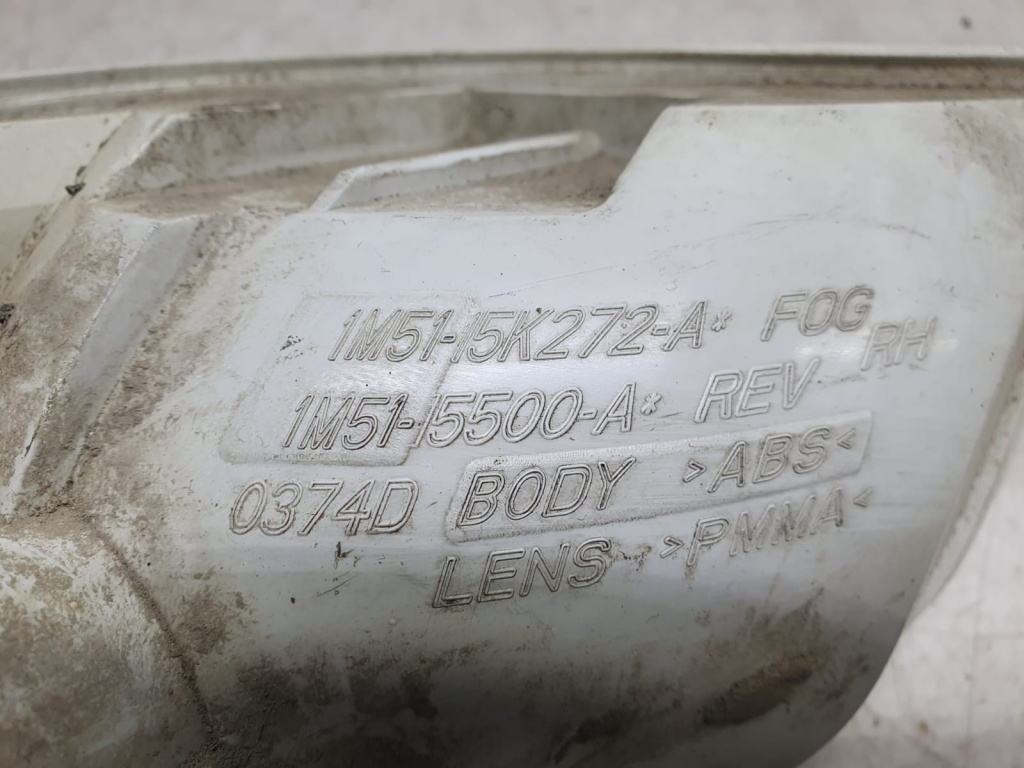 1M51-15K272-A* FOG
1M51-15500-A* REV RH
0374D BODY >ABS<
LENS >PMMA<